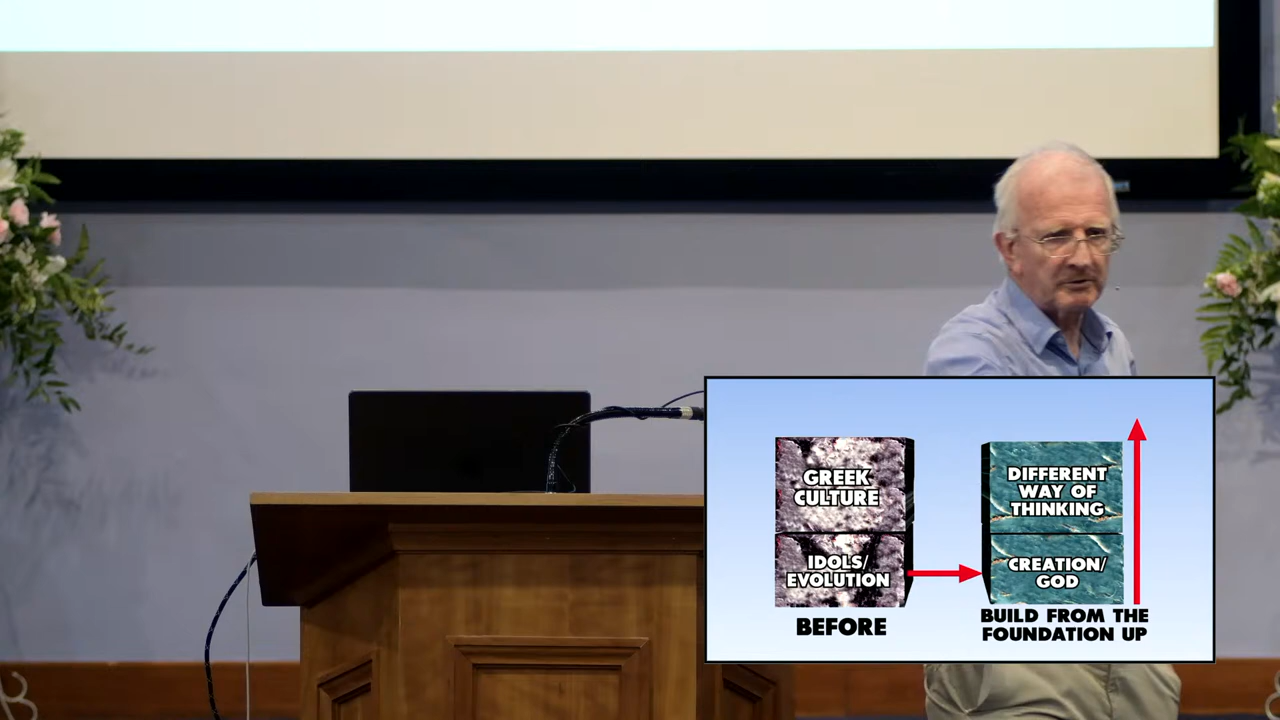 GREEK
CULTURE
IDOLS/
EVOLUTION
BEFORE
DIFFERENT
WAY OF
THINKING
CREATION/
GOD
BUILD FROM THE
FOUNDATION UP